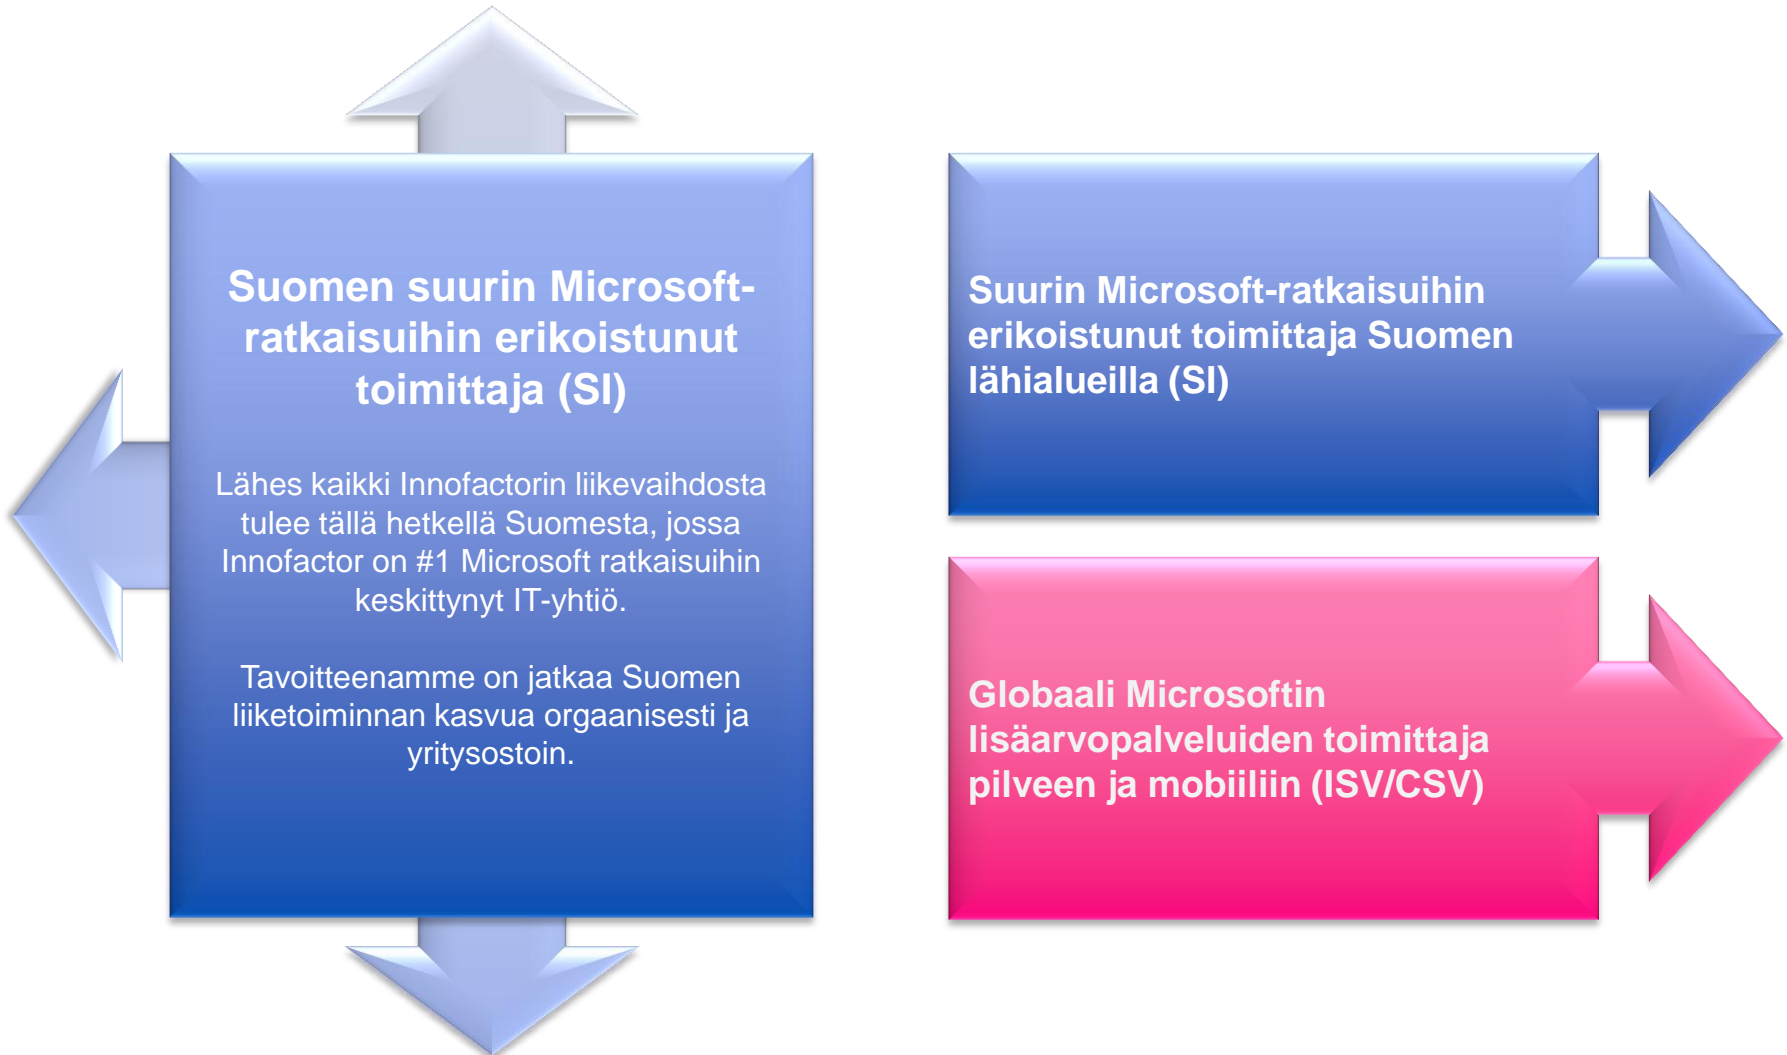 Suomen suurin Microsoft-
ratkaisuihin erikoistunut
toimittaja (SI)
Lähes kaikki Innofactorin liikevaihdosta
tulee tällä hetkellä Suomesta, jossa
Innofactor on #1 Microsoft ratkaisuihin
keskittynyt IT-yhtiö.
Tavoitteenamme on jatkaa Suomen
liiketoiminnan kasvua orgaanisesti ja
yritysostoin.
Suurin Microsoft-ratkaisuihin
erikoistunut toimittaja Suomen
lähialueilla (SI)
Globaali Microsoftin
lisäarvopalveluiden toimittaja
pilveen ja mobiiliin (ISV/CSV)